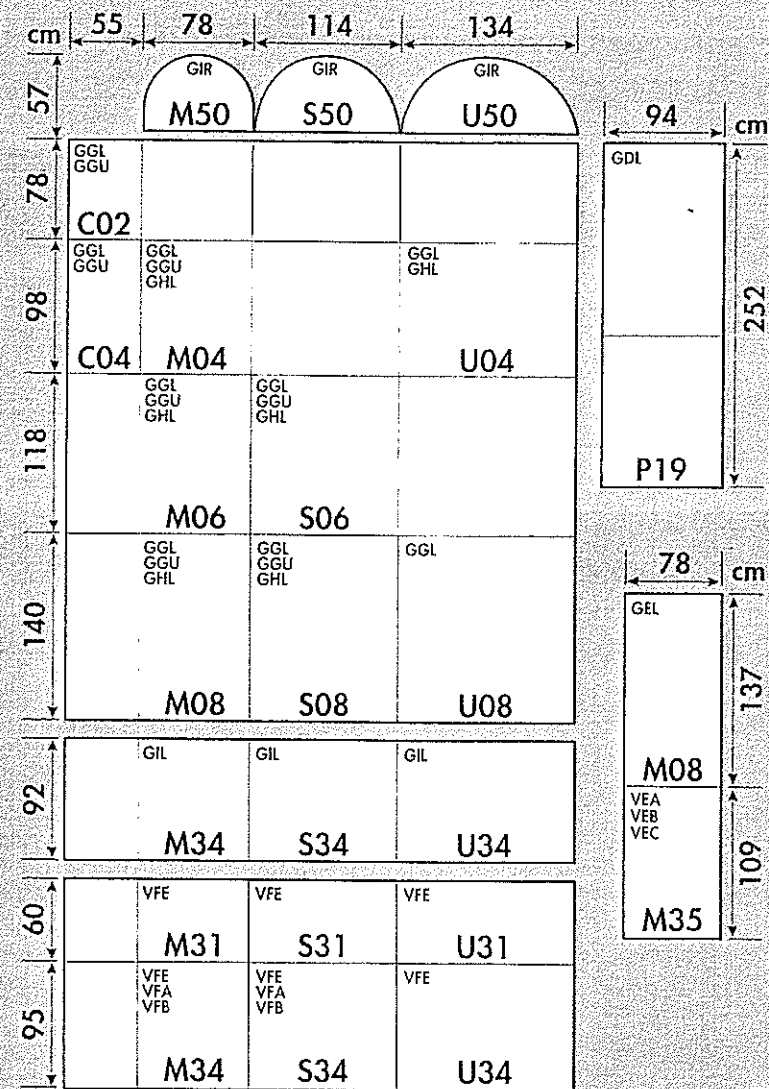 cm 55 78 114 134
57
GIR GIR GIR
M50 S50 U50
94 cm
78
GGL
GGU
C02
GDL
252
P19
98
GGL GGL GGL
GGU GGU GHL
GHL
C04 M04 U04
118
GGL GGL
GGU GGU
GHL GHL
M06 S06
140
GGL GGL GGL
GGU GGU
GHL GHL
M08 S08 U08
78 cm
GEL
137
M08
VEA
VEB
VEC
109
M35
92
GIL GIL GIL
M34 S34 U34
60
VFE VFE VFE
M31 S31 U31
95
VFE VFE VFE
VFA VFA
VFB VFB
M34 S34 U34